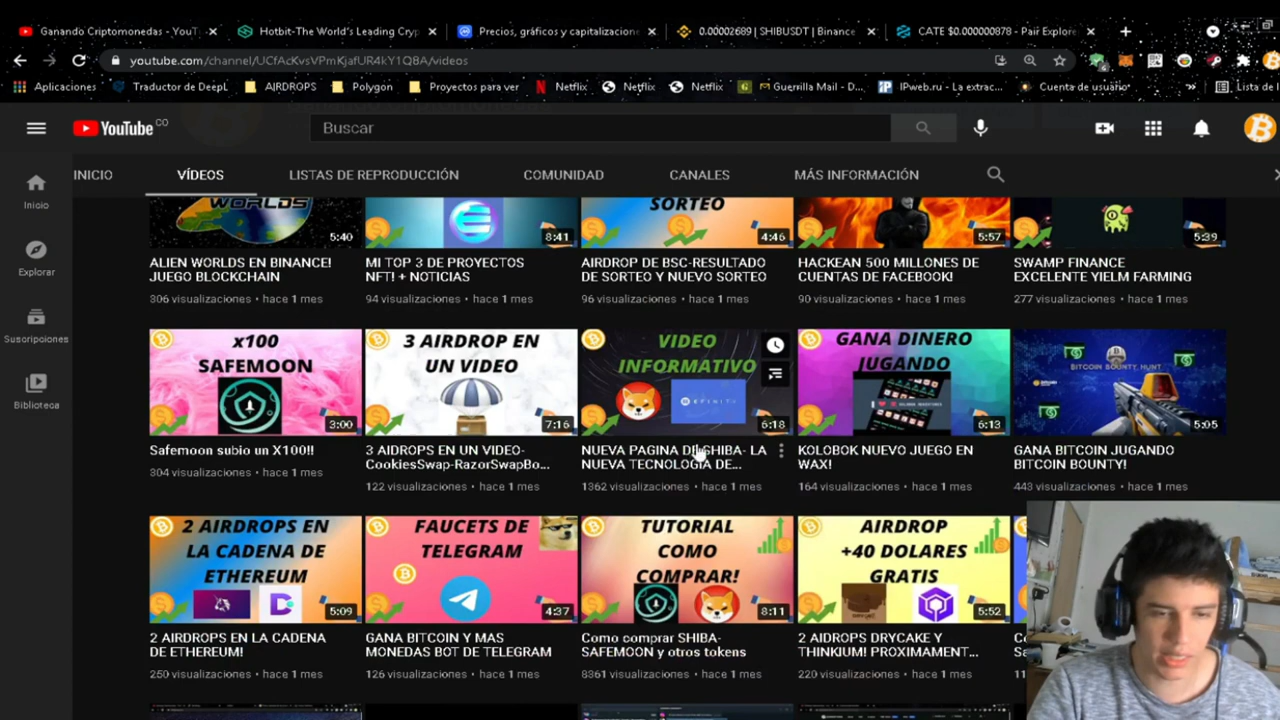 Ganando Criptomonedas - YouT
Hotbit-The World's Leading Cryp
Precios, gráficos y capitalizacione
0.00002689 | SHIBUSDT | Binance
CATE $0.000000878 - Pair Explore
youtube.com/channel/UCfAcKvsVPmKjafUR4kY1Q8A/videos
Aplicaciones
Traductor de DeepL
AIRDROPS
Polygon
Proyectos para ver
Netflix
Netflix
Netflix
Guerrilla Mail - D...
IPweb.ru - La extrac...
Cuenta de usuario
Lista de l
YouTube CO
Buscar
INICIO
VÍDEOS
LISTAS DE REPRODUCCIÓN
COMUNIDAD
CANALES
MÁS INFORMACIÓN
Inicio
Explorar
Suscripciones
Biblioteca
WORLDS
SORTEO
5:40
8:41
4:46
5:57
5:39
ALIEN WORLDS EN BINANCE!
JUEGO BLOCKCHAIN
306 visualizaciones • hace 1 mes
MI TOP 3 DE PROYECTOS
NFT! + NOTICIAS
94 visualizaciones • hace 1 mes
AIRDROP DE BSC-RESULTADO
DE SORTEO Y NUEVO SORTEO
96 visualizaciones • hace 1 mes
HACKEAN 500 MILLONES DE
CUENTAS DE FACEBOOK!
90 visualizaciones • hace 1 mes
SWAMP FINANCE
EXCELENTE YIELM FARMING
277 visualizaciones • hace 1 mes
x100
SAFEMOON
3:00
3 AIRDROP EN
UN VIDEO
7:16
VIDEO
INFORMATIVO
EFINITY
6:18
GANA DINERO
JUGANDO
6:13
BITCOIN BOUNTY HUNT
5:05
Safemoon subio un X100!!
304 visualizaciones • hace 1 mes
3 AIDROPS EN UN VIDEO-
CookiesSwap-RazorSwapBo...
122 visualizaciones • hace 1 mes
NUEVA PAGINA DE SHIBA- LA
NUEVA TECNOLOGIA DE...
1362 visualizaciones • hace 1 mes
KOLOBOK NUEVO JUEGO EN
WAX!
164 visualizaciones • hace 1 mes
GANA BITCOIN JUGANDO
BITCOIN BOUNTY!
443 visualizaciones • hace 1 mes
2 AIRDROPS EN
LA CADENA DE
ETHEREUM
5:09
FAUCETS DE
TELEGRAM
4:37
TUTORIAL
COMO
COMPRAR!
8:11
AIRDROP
+40 DOLARES
GRATIS
5:52
2 AIRDROPS EN LA CADENA
DE ETHEREUM!
250 visualizaciones • hace 1 mes
GANA BITCOIN Y MAS
MONEDAS BOT DE TELEGRAM
126 visualizaciones • hace 1 mes
Como comprar SHIBA-
SAFEMOON y otros tokens
8861 visualizaciones • hace 1 mes
2 AIDROPS DRYCAKE Y
THINKIUM! PROXIMAMENT...
220 visualizaciones • hace 1 mes